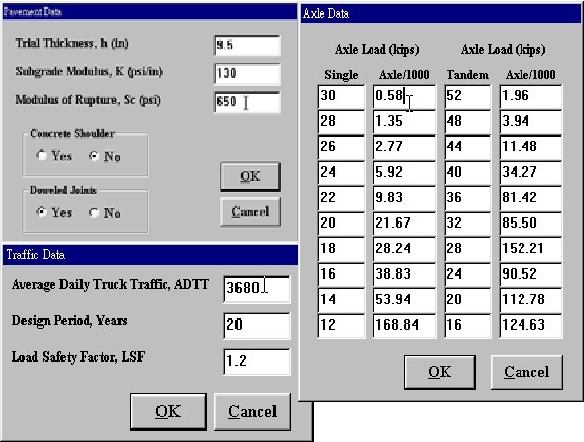 Pavement Data
Trial Thickness, h (in) 9.5
Subgrade Modulus, K (psi/in) 130
Modulus of Rupture, Sc (psi) 650
Concrete Shoulder
Yes No
Doweled Joints
Yes No
OK
Cancel
Traffic Data
Average Daily Truck Traffic, ADTT 3680
Design Period, Years 20
Load Safety Factor, LSF 1.2
OK Cancel
Axle Data
Axle Load (kips) Axle Load (kips)
Single Axle/1000 Tandem Axle/1000
30 0.58 52 1.96
28 1.35 48 3.94
26 2.77 44 11.48
24 5.92 40 34.27
22 9.83 36 81.42
20 21.67 32 85.50
18 28.24 28 152.21
16 38.83 24 90.52
14 53.94 20 112.78
12 168.84 16 124.63
OK Cancel